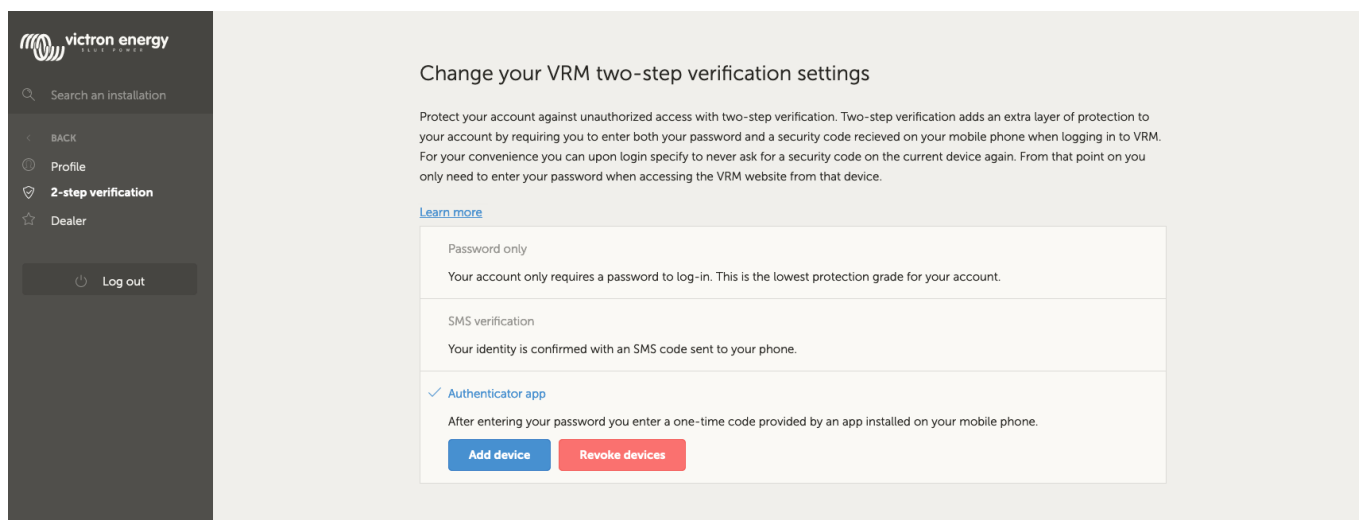 victron energy
BLUE POWER
Search an installation
BACK
Profile
2-step verification
Dealer
Log out
Change your VRM two-step verification settings
Protect your account against unauthorized access with two-step verification. Two-step verification adds an extra layer of protection to
your account by requiring you to enter both your password and a security code recieved on your mobile phone when logging in to VRM.
For your convenience you can upon login specify to never ask for a security code on the current device again. From that point on you
only need to enter your password when accessing the VRM website from that device.
Learn more
Password only
Your account only requires a password to log-in. This is the lowest protection grade for your account.
SMS verification
Your identity is confirmed with an SMS code sent to your phone.
Authenticator app
After entering your password you enter a one-time code provided by an app installed on your mobile phone.
Add device
Revoke devices